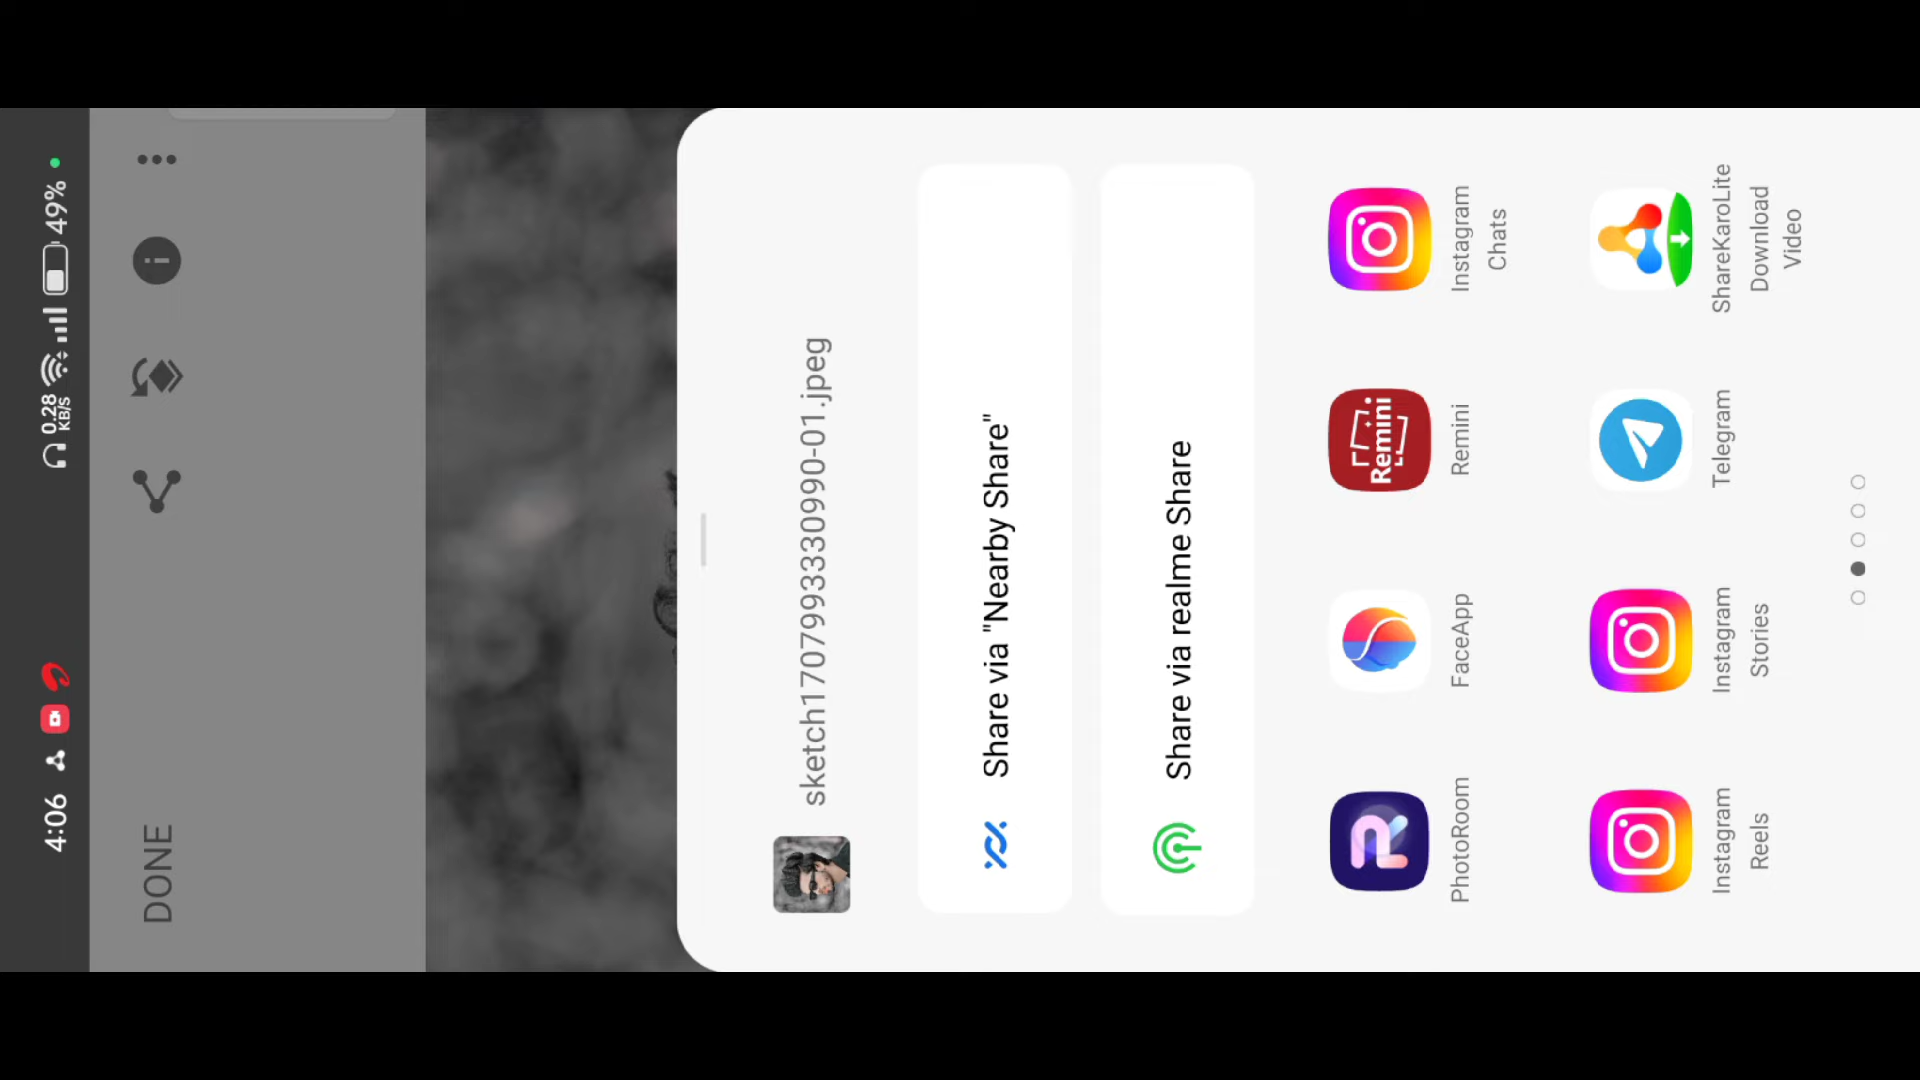 4:06
0.28
KB/S
49%
DONE
sketch1707993330990-01.jpeg
Share via "Nearby Share"
Share via realme Share
PhotoRoom
FaceApp
Remini
Remini
Instagram
Chats
Instagram
Reels
Instagram
Stories
Telegram
ShareKaroLite
Download
Video